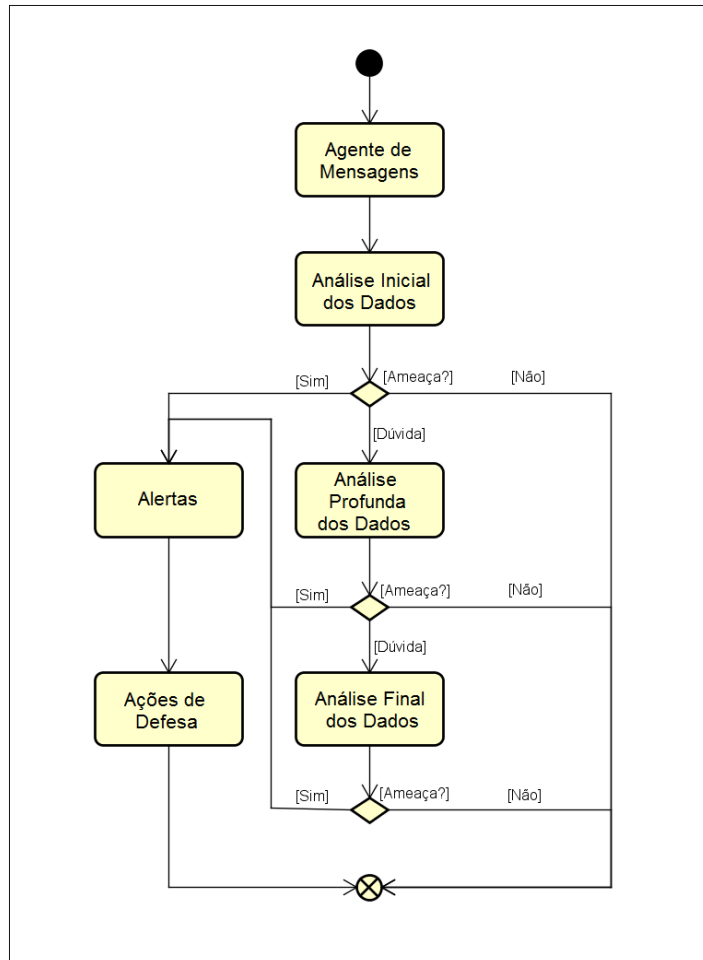 Agente de
Mensagens
Análise Inicial
dos Dados
[Sim]
[Ameaça?]
[Não]
[Dúvida]
Alertas
Análise
Profunda
dos Dados
[Sim]
[Ameaça?]
[Não]
[Dúvida]
Ações de
Defesa
Análise Final
dos Dados
[Sim]
[Ameaça?]
[Não]